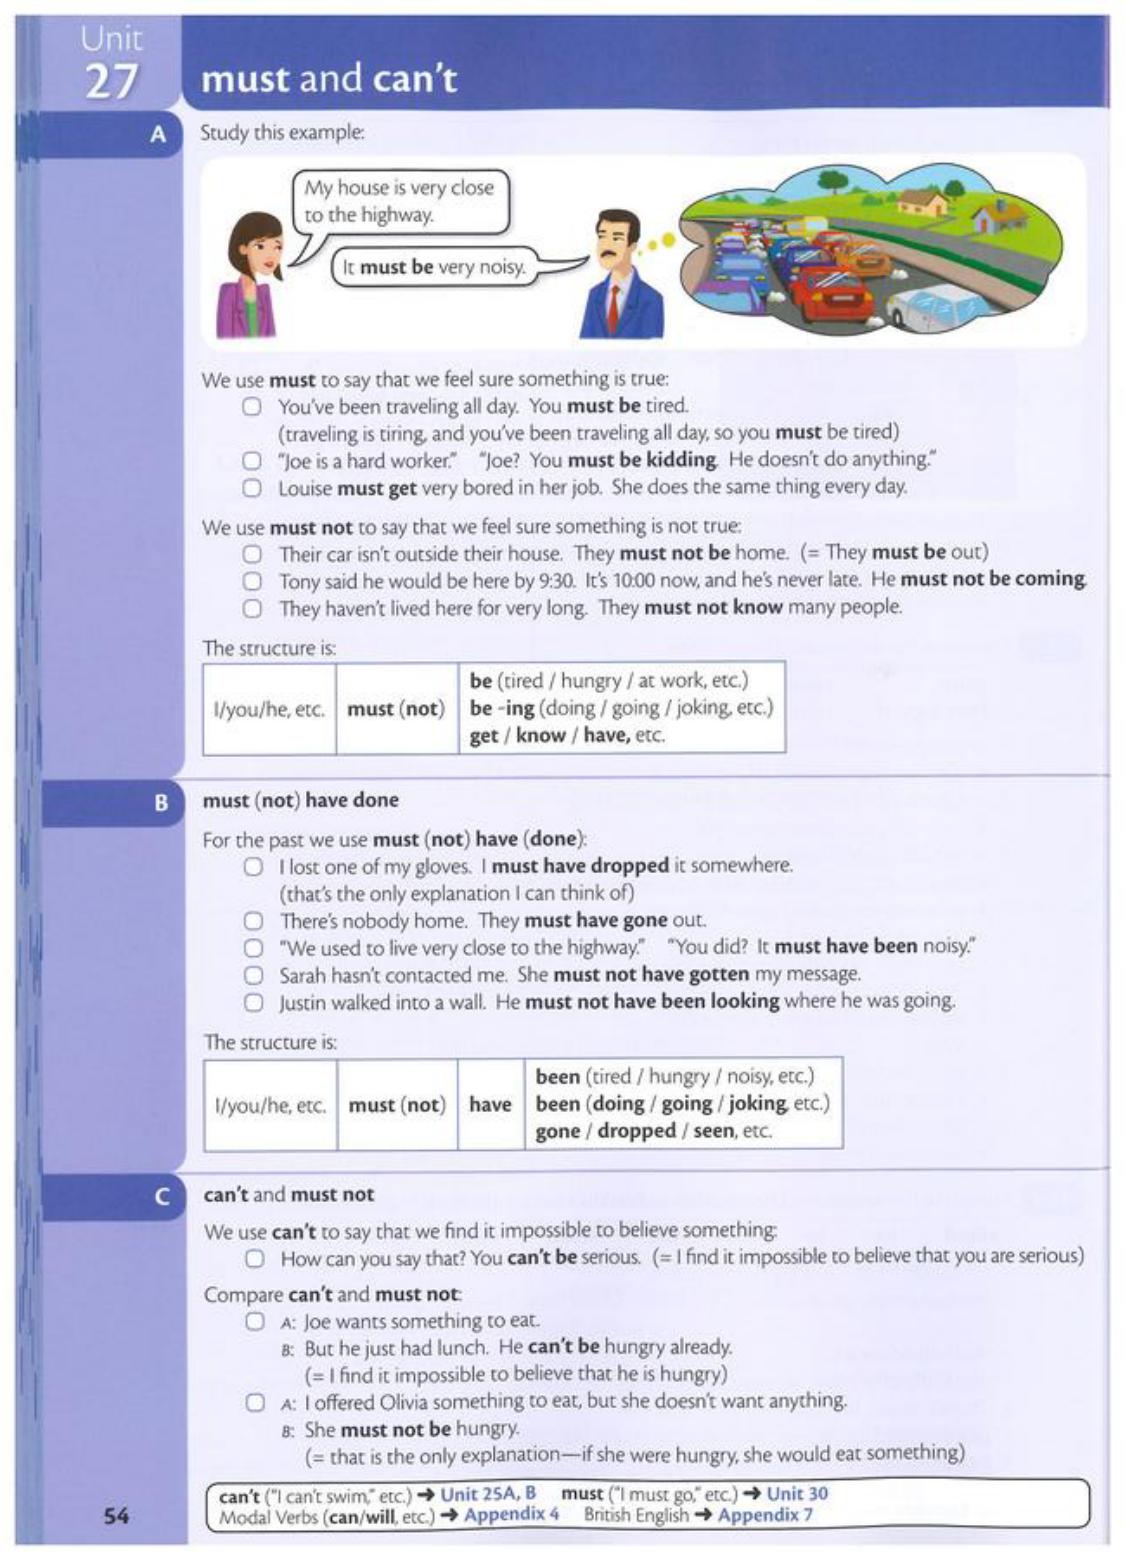 Unit
27
must and can't
A
Study this example:
My house is very close
to the highway.
It must be very noisy.
We use must to say that we feel sure something is true:
You've been traveling all day. You must be tired.
(traveling is tiring, and you've been traveling all day, so you must be tired)
"Joe is a hard worker." "Joe? You must be kidding. He doesn't do anything."
Louise must get very bored in her job. She does the same thing every day.
We use must not to say that we feel sure something is not true:
Their car isn't outside their house. They must not be home. (= They must be out)
Tony said he would be here by 9:30. It's 10:00 now, and he's never late. He must not be coming.
They haven't lived here for very long. They must not know many people.
The structure is:
I/you/he, etc. must (not)
be (tired / hungry / at work, etc.)
be -ing (doing / going / joking, etc.)
get / know / have, etc.
B
must (not) have done
For the past we use must (not) have (done):
I lost one of my gloves. I must have dropped it somewhere.
(that's the only explanation I can think of)
There's nobody home. They must have gone out.
"We used to live very close to the highway." "You did? It must have been noisy."
Sarah hasn't contacted me. She must not have gotten my message.
Justin walked into a wall. He must not have been looking where he was going.
The structure is:
I/you/he, etc. must (not) have
been (tired / hungry / noisy, etc.)
been (doing / going / joking, etc.)
gone / dropped / seen, etc.
C
can't and must not
We use can't to say that we find it impossible to believe something:
How can you say that? You can't be serious. (= I find it impossible to believe that you are serious)
Compare can't and must not:
A: Joe wants something to eat.
B: But he just had lunch. He can't be hungry already.
(= I find it impossible to believe that he is hungry)
A: I offered Olivia something to eat, but she doesn't want anything.
B: She must not be hungry.
(= that is the only explanation—if she were hungry, she would eat something)
can't ("I can't swim," etc.) ➜ Unit 25A, B must ("I must go," etc.) ➜ Unit 30
Modal Verbs (can/will, etc.) ➜ Appendix 4 British English ➜ Appendix 7
54